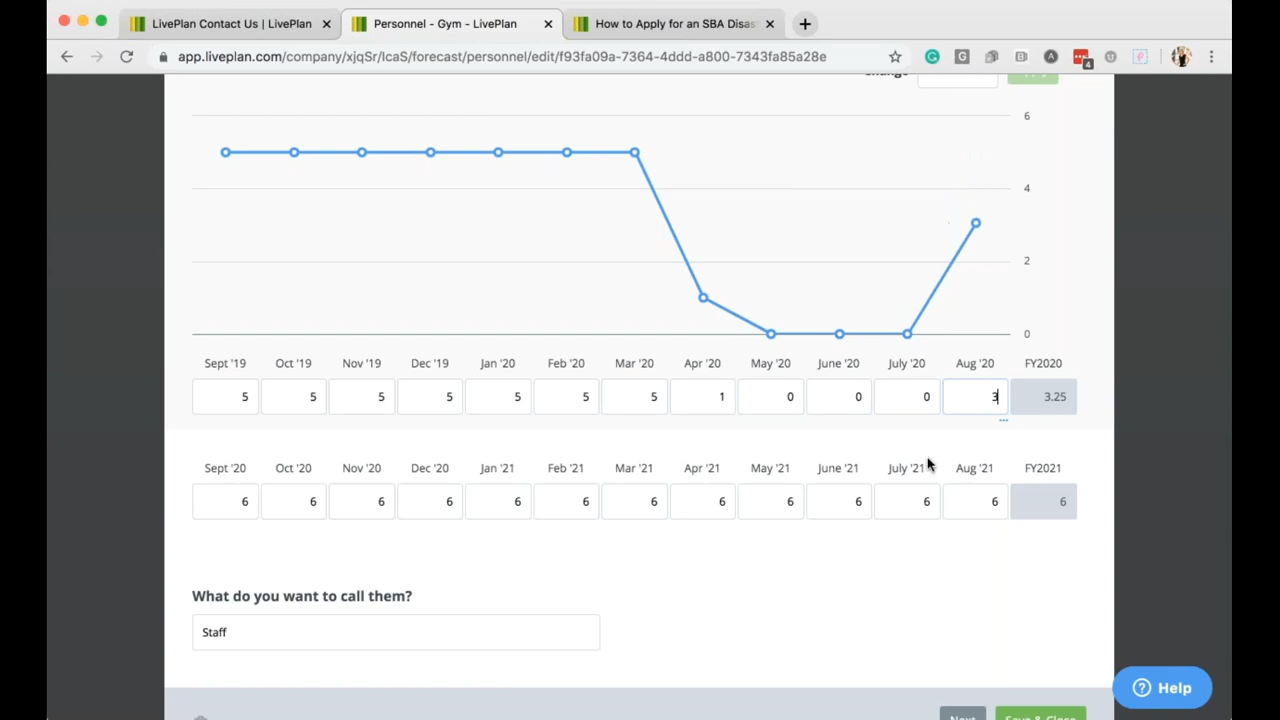 LivePlan Contact Us | LivePlan
Personnel - Gym - LivePlan
How to Apply for an SBA Disas
app.liveplan.com/company/xjqSr/IcaS/forecast/personnel/edit/f93fa09a-7364-4ddd-a800-7343fa85a28e
G
A
4
6
4
2
0
Sept '19 Oct '19 Nov '19 Dec '19 Jan '20 Feb '20 Mar '20 Apr '20 May '20 June '20 July '20 Aug '20 FY2020
5 5 5 5 5 5 5 1 0 0 0 3 3.25
Sept '20 Oct '20 Nov '20 Dec '20 Jan '21 Feb '21 Mar '21 Apr '21 May '21 June '21 July '21 Aug '21 FY2021
6 6 6 6 6 6 6 6 6 6 6 6 6
What do you want to call them?
Staff
Help
Next Save & Close